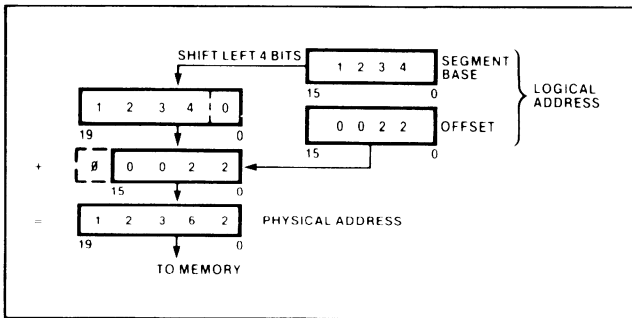 SHIFT LEFT 4 BITS
1 2 3 4
SEGMENT
BASE
15 0
LOGICAL
ADDRESS
1 2 3 4 0
19 0
0 0 2 2
OFFSET
15 0
+
0 0 0 2 2
15 0
=
1 2 3 6 2
PHYSICAL ADDRESS
19 0
TO MEMORY